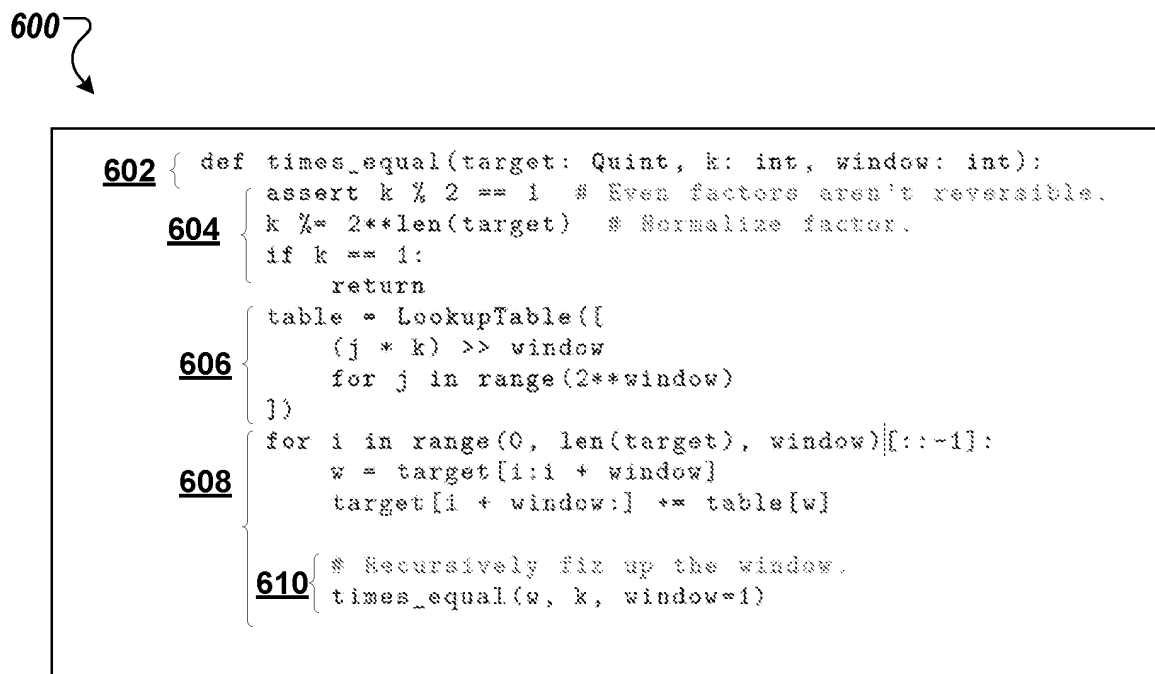 600
602 def times_equal(target: Quint, k: int, window: int):
assert k % 2 == 1 # Even factors aren't reversible.
604 k %= 2**len(target) # Normalize factor.
if k == 1:
return
table = LookupTable([
(j * k) >> window
606 for j in range(2**window)
])
for i in range(0, len(target), window)[::-1]:
608 w = target[i:i + window]
target[i + window:] += table[w]
# Recursively fix up the window.
610 times_equal(w, k, window=1)